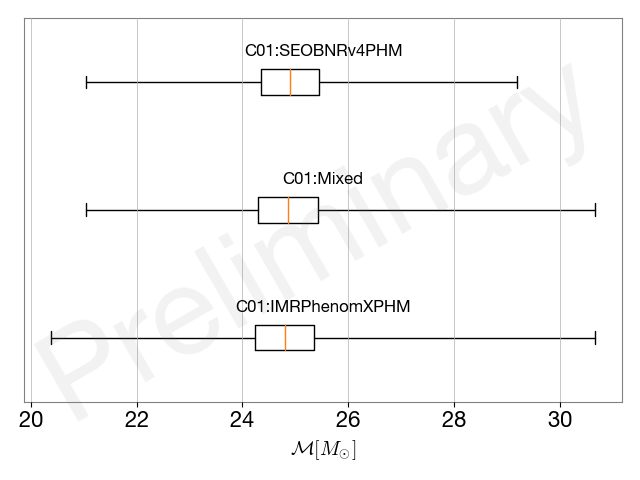 C01:SEOBNRv4PHM
C01:Mixed
C01:IMRPhenomXPHM
Preliminary
20 22 24 26 28 30
ℳ[M⊙]